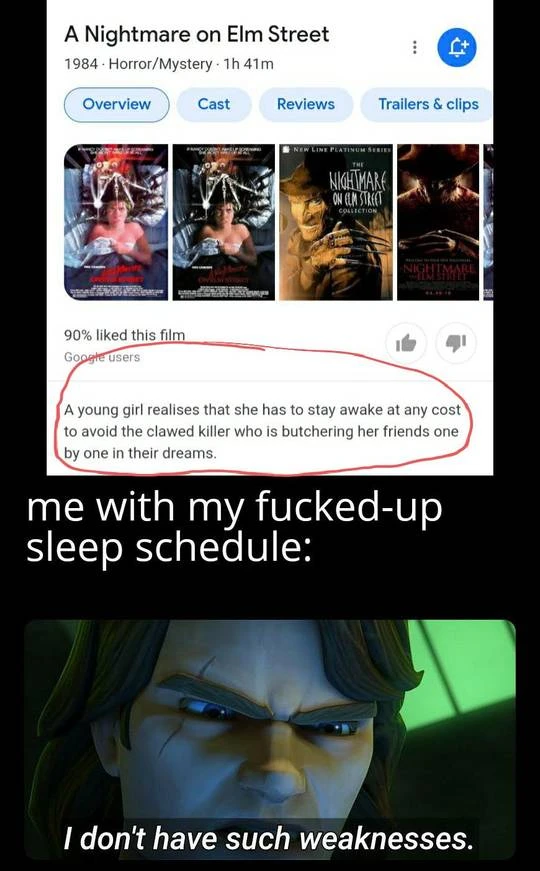 A Nightmare on Elm Street
1984 · Horror/Mystery · 1h 41m
Overview
Cast
Reviews
Trailers & clips
NEW LINE PLATINUM SERIES
THE
NIGHTMARE
ON ELM STREET
COLLECTION
NIGHTMARE
ELM STREET
90% liked this film
Google users
A young girl realises that she has to stay awake at any cost
to avoid the clawed killer who is butchering her friends one
by one in their dreams.
me with my fucked-up
sleep schedule:
I don't have such weaknesses.